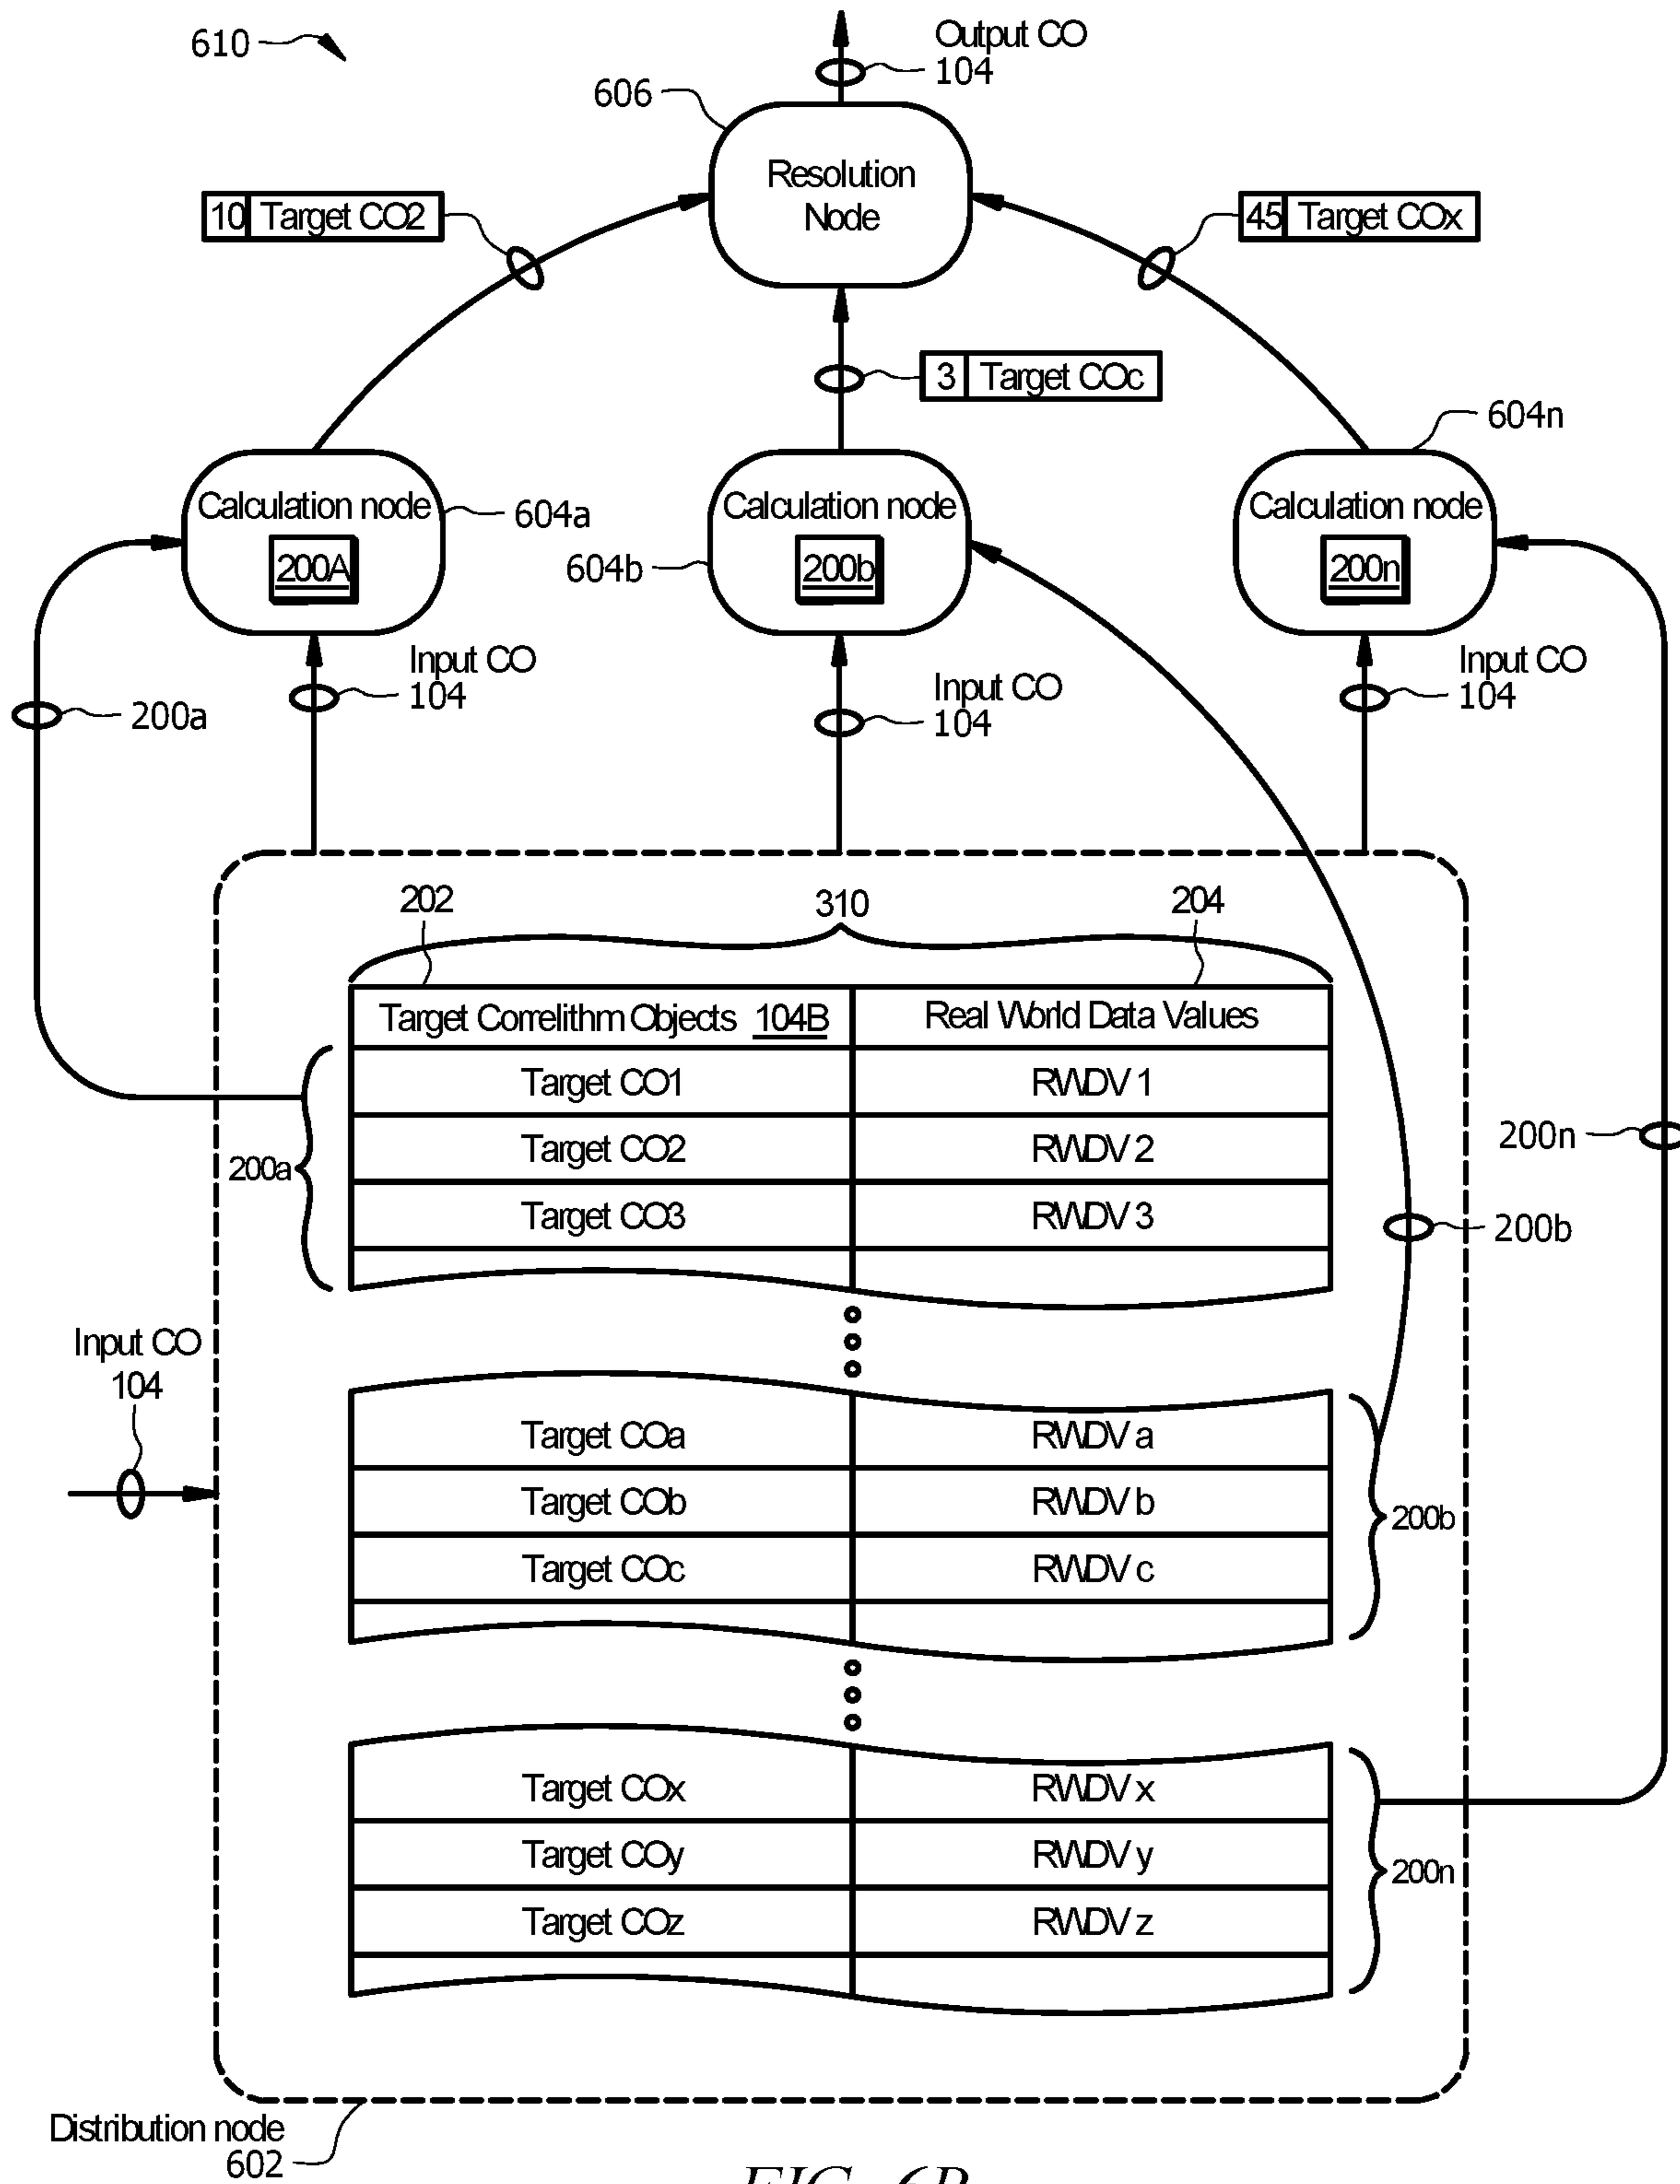 610
Output CO
104
606
Resolution
Node
10 Target CO2
45 Target COx
3 Target COc
604n
Calculation node
200A
604a
Calculation node
200b
604b
Calculation node
200n
Input CO
104
Input CO
104
Input CO
104
200a
202
310
204
Target Correlithm Objects 104B Real World Data Values
Target CO1 RWDV 1
Target CO2 RWDV 2
Target CO3 RWDV 3
200a
200n
200b
Input CO
104
Target COa RWDV a
Target COb RWDV b
Target COc RWDV c
200b
Target COx RWDV x
Target COy RWDV y
Target COz RWDV z
200n
Distribution node
602
FIG. 6B